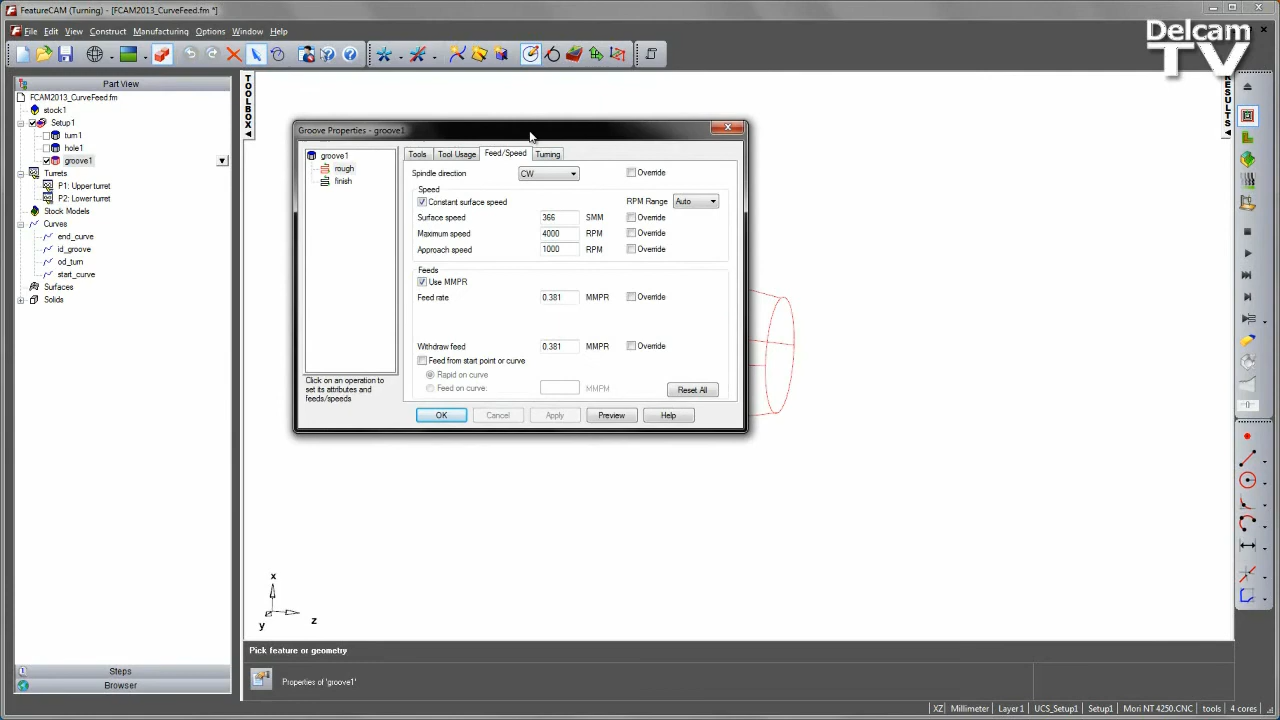 FeatureCAM (Turning) - [FCAM2013_CurveFeed.fm *]
File Edit View Construct Manufacturing Options Window Help
Delcam
TV
Part View
FCAM2013_CurveFeed.fm
stock1
Setup1
turn1
hole1
groove1
Turrets
P1: Upper turret
P2: Lower turret
Stock Models
Curves
end_curve
id_groove
od_turn
start_curve
Surfaces
Solids
Steps
Browser
TOOLBOX
RESULTS
Groove Properties - groove1
groove1
rough
finish
Click on an operation to
set its attributes and
feeds/speeds
Tools Tool Usage Feed/Speed Turning
Spindle direction CW Override
Speed
Constant surface speed RPM Range Auto
Surface speed 366 SMM Override
Maximum speed 4000 RPM Override
Approach speed 1000 RPM Override
Feeds
Use MMPR
Feed rate 0.381 MMPR Override
Withdraw feed 0.381 MMPR Override
Feed from start point or curve
Rapid on curve
Feed on curve. MMPM Reset All
OK Cancel Apply Preview Help
x
y
z
Pick feature or geometry
Properties of 'groove1'
XZ Millimeter Layer1 UCS_Setup1 Setup1 Mori NT 4250.CNC tools 4 cores